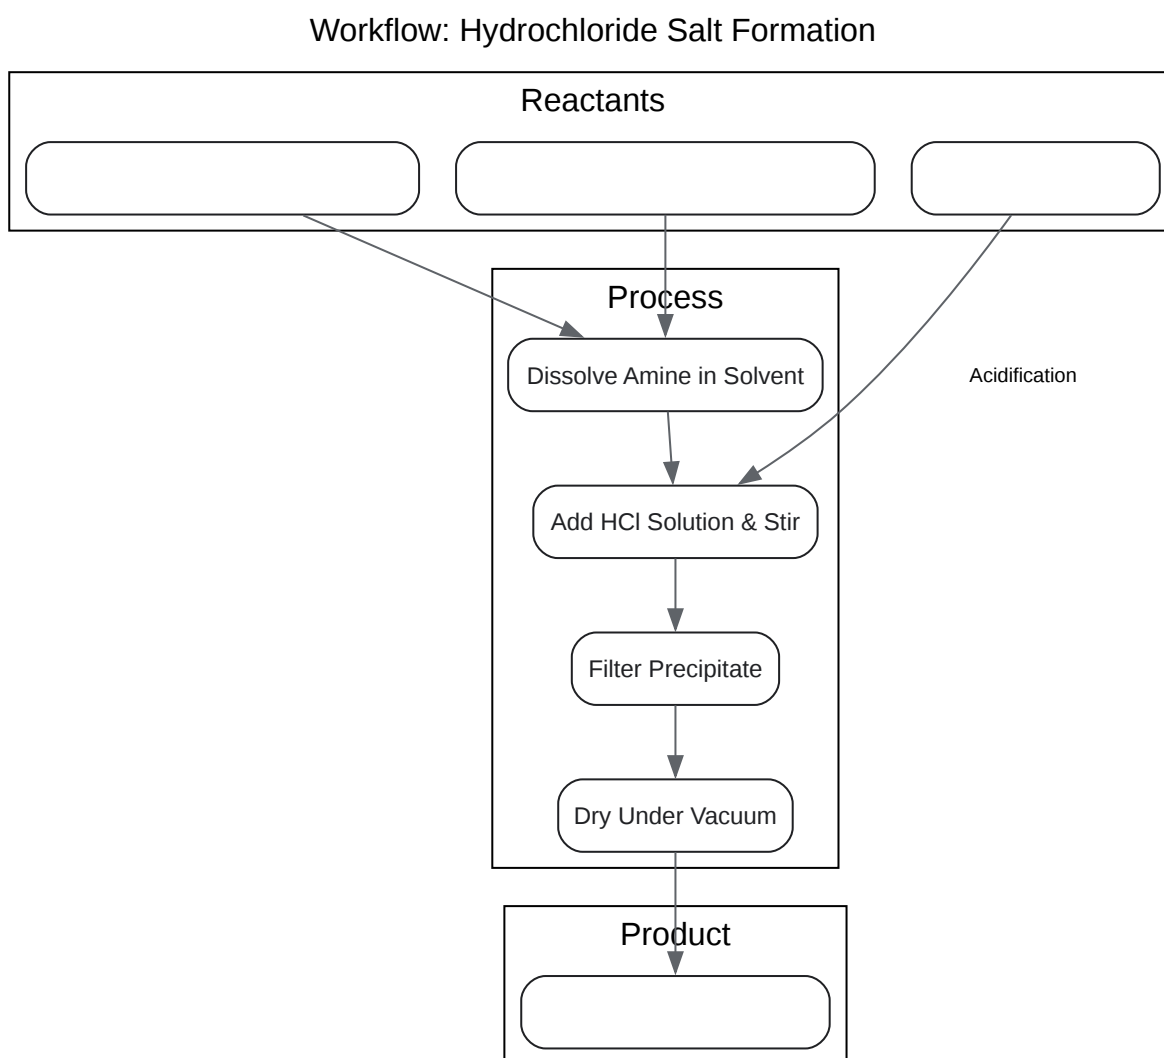 Workflow: Hydrochloride Salt Formation
Reactants
Process
Dissolve Amine in Solvent
Acidification
Add HCl Solution & Stir
Filter Precipitate
Dry Under Vacuum
Product